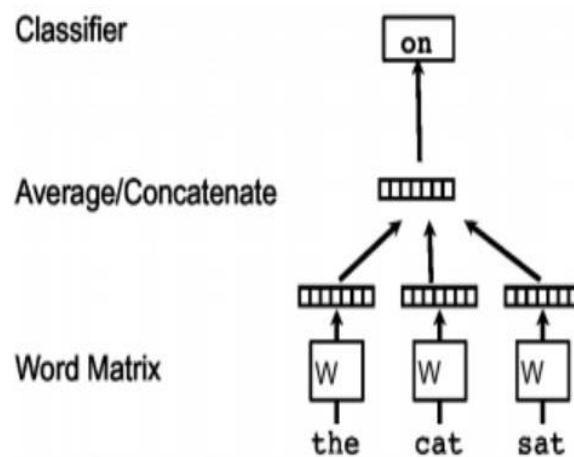 Classifier
on
Average/Concatenate
Word Matrix
W W W
the cat sat